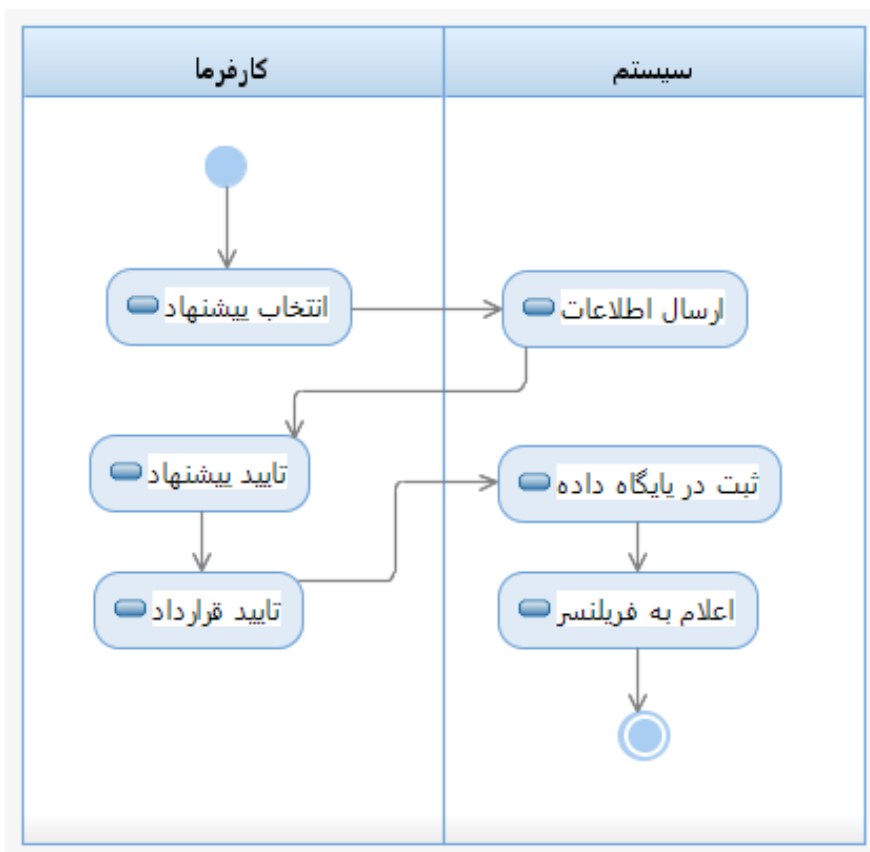 کارفرما
سیستم
انتخاب پیشنهاد
ارسال اطلاعات
تایید پیشنهاد
ثبت در پایگاه داده
تایید قرارداد
اعلام به فریلنسر